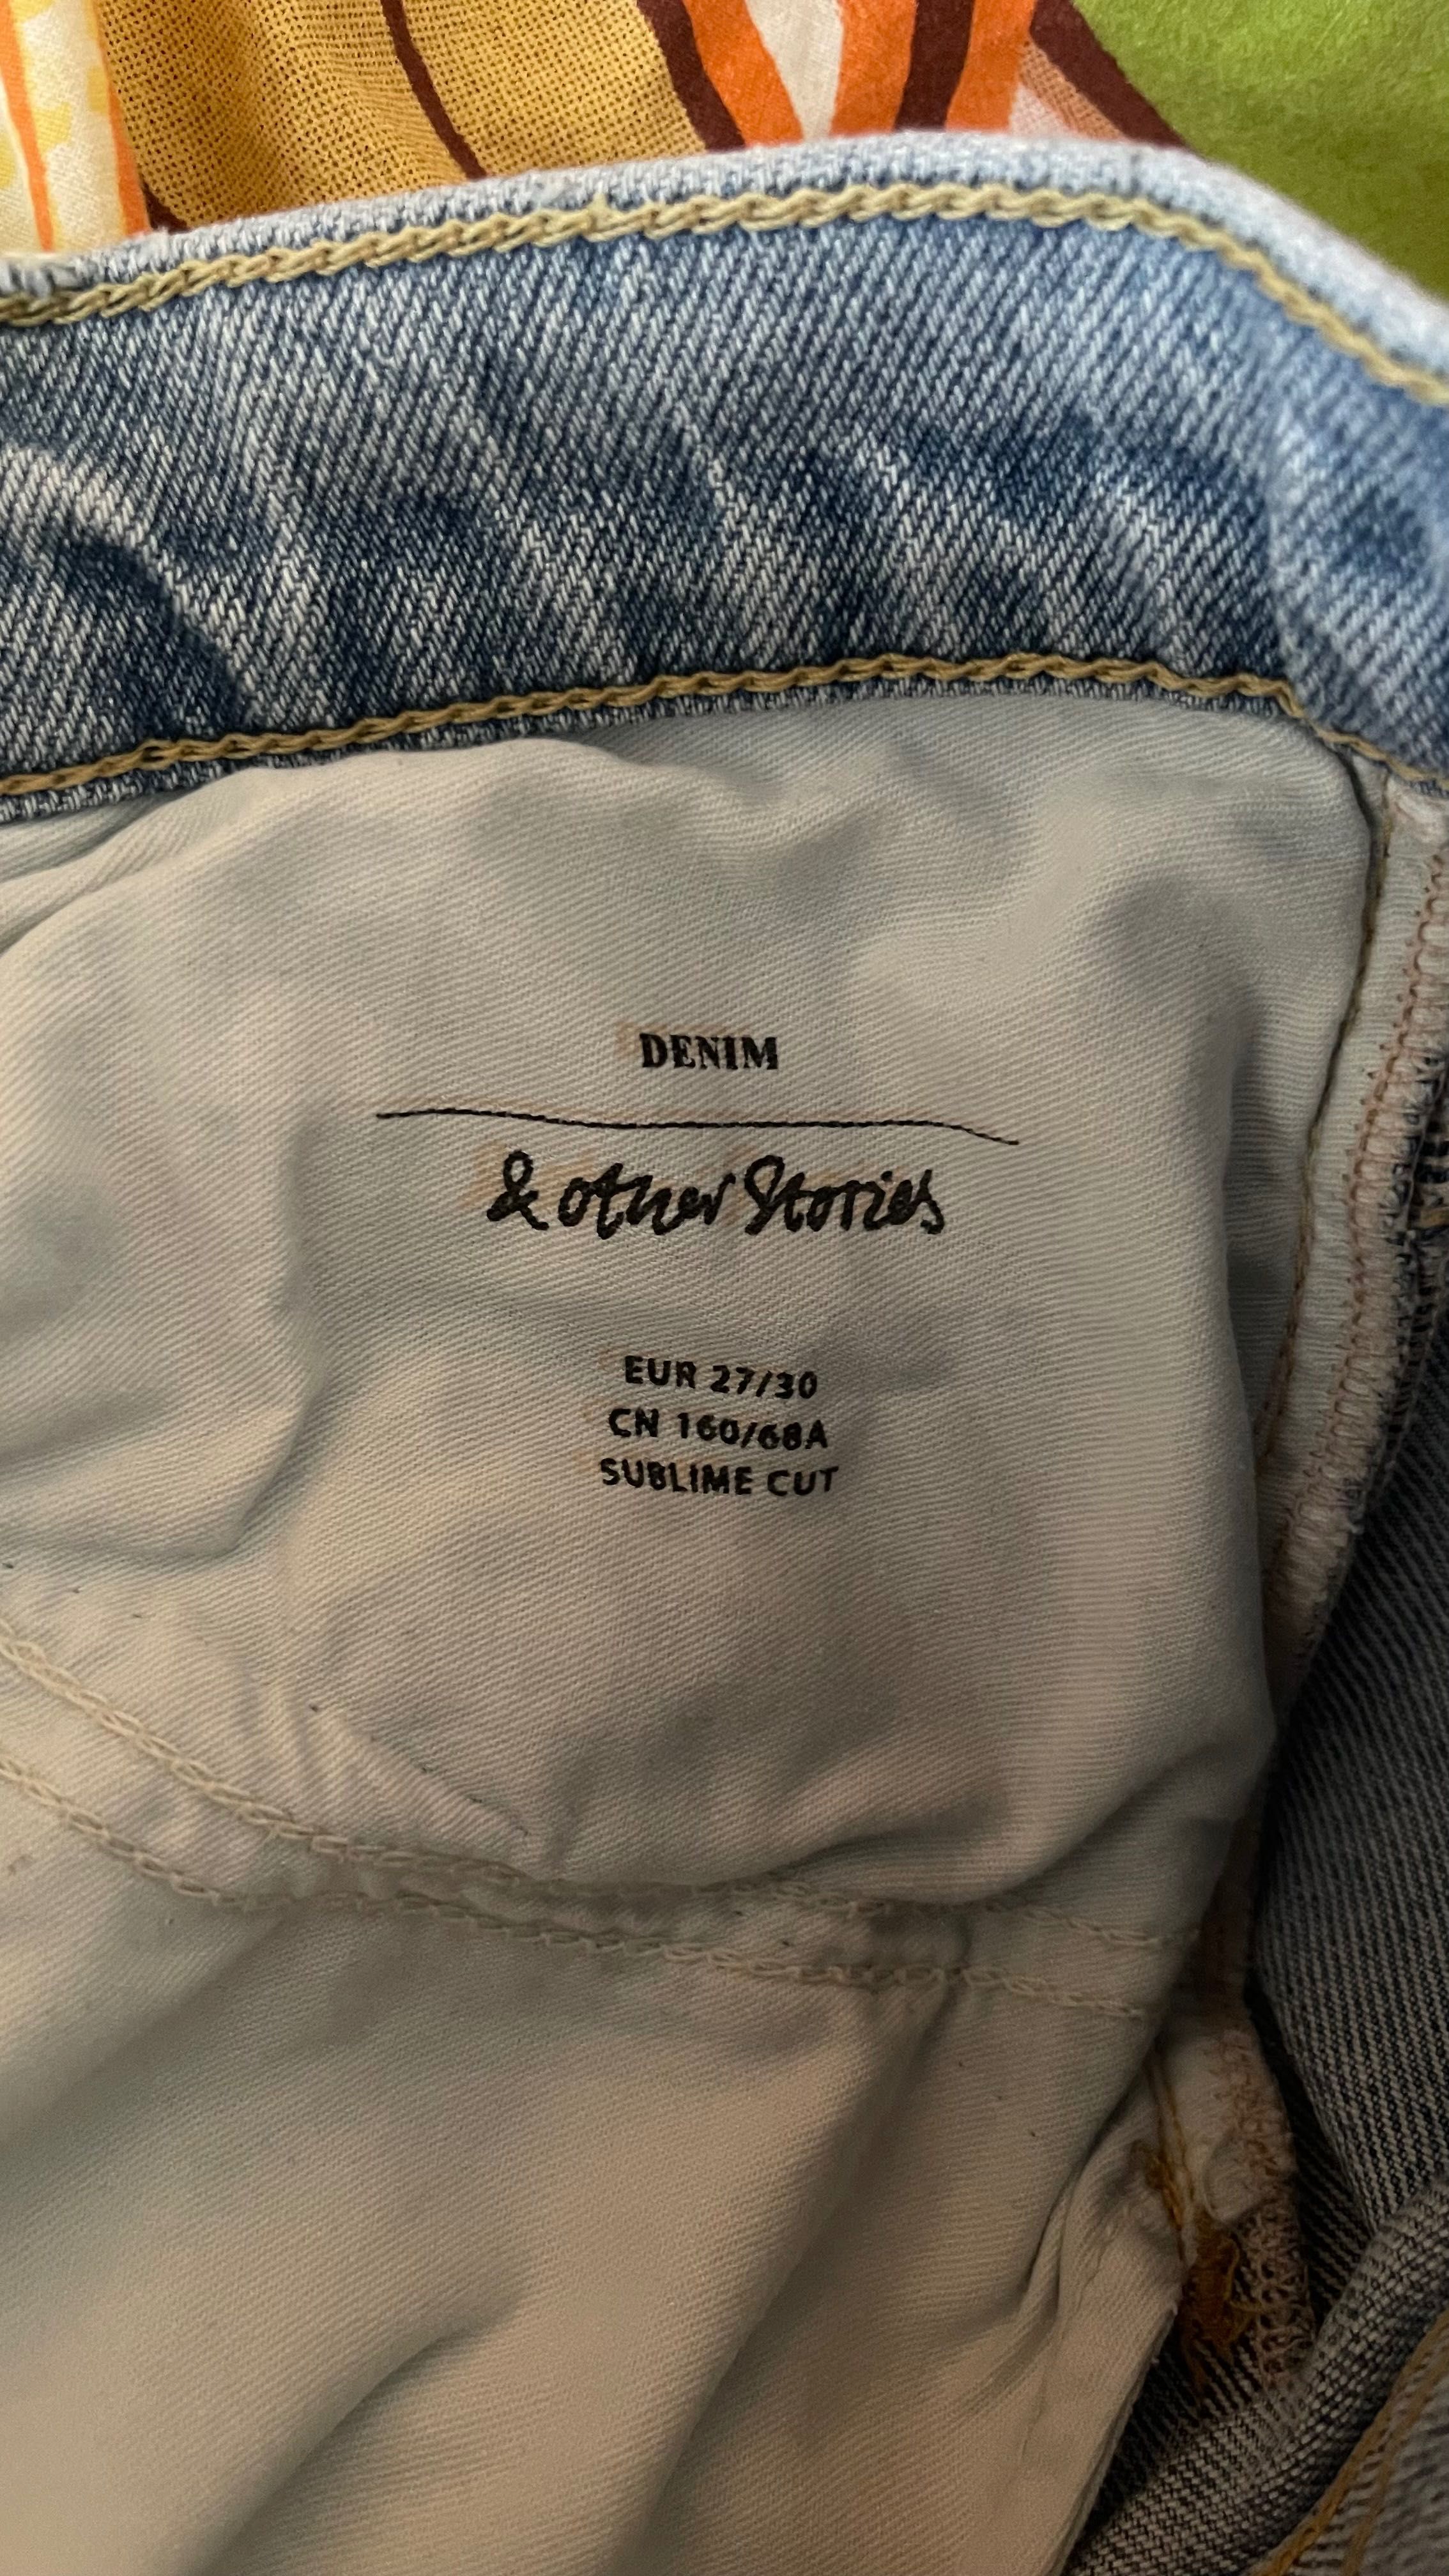 DENIM
& other Stories
EUR 27/30
CN 160/68A
SUBLIME CUT